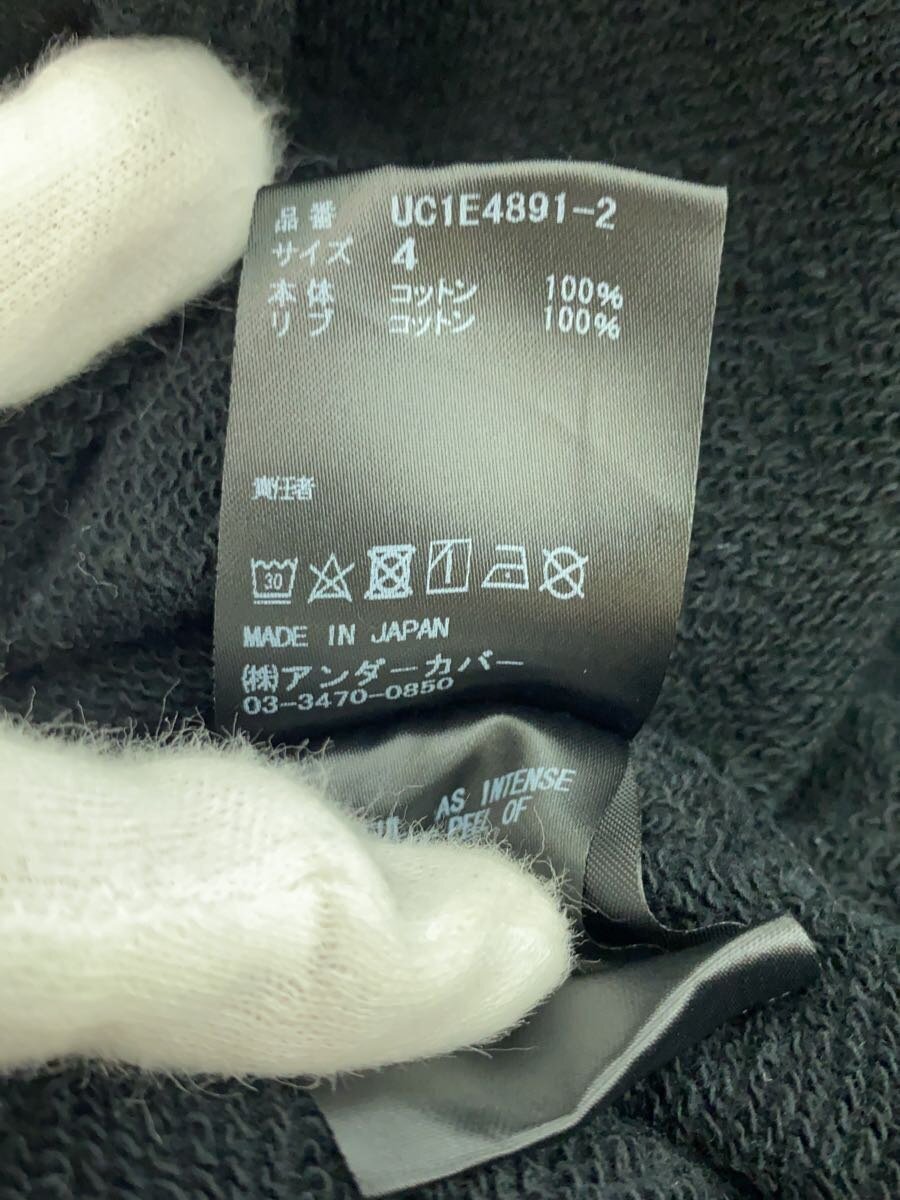 品番 UC1E4891-2
サイズ 4
本体 コットン 100%
リブ コットン 100%
責任者
30
MADE IN JAPAN
㈱アンダーカバー
03-3470-0850
AS INTENSE
OF